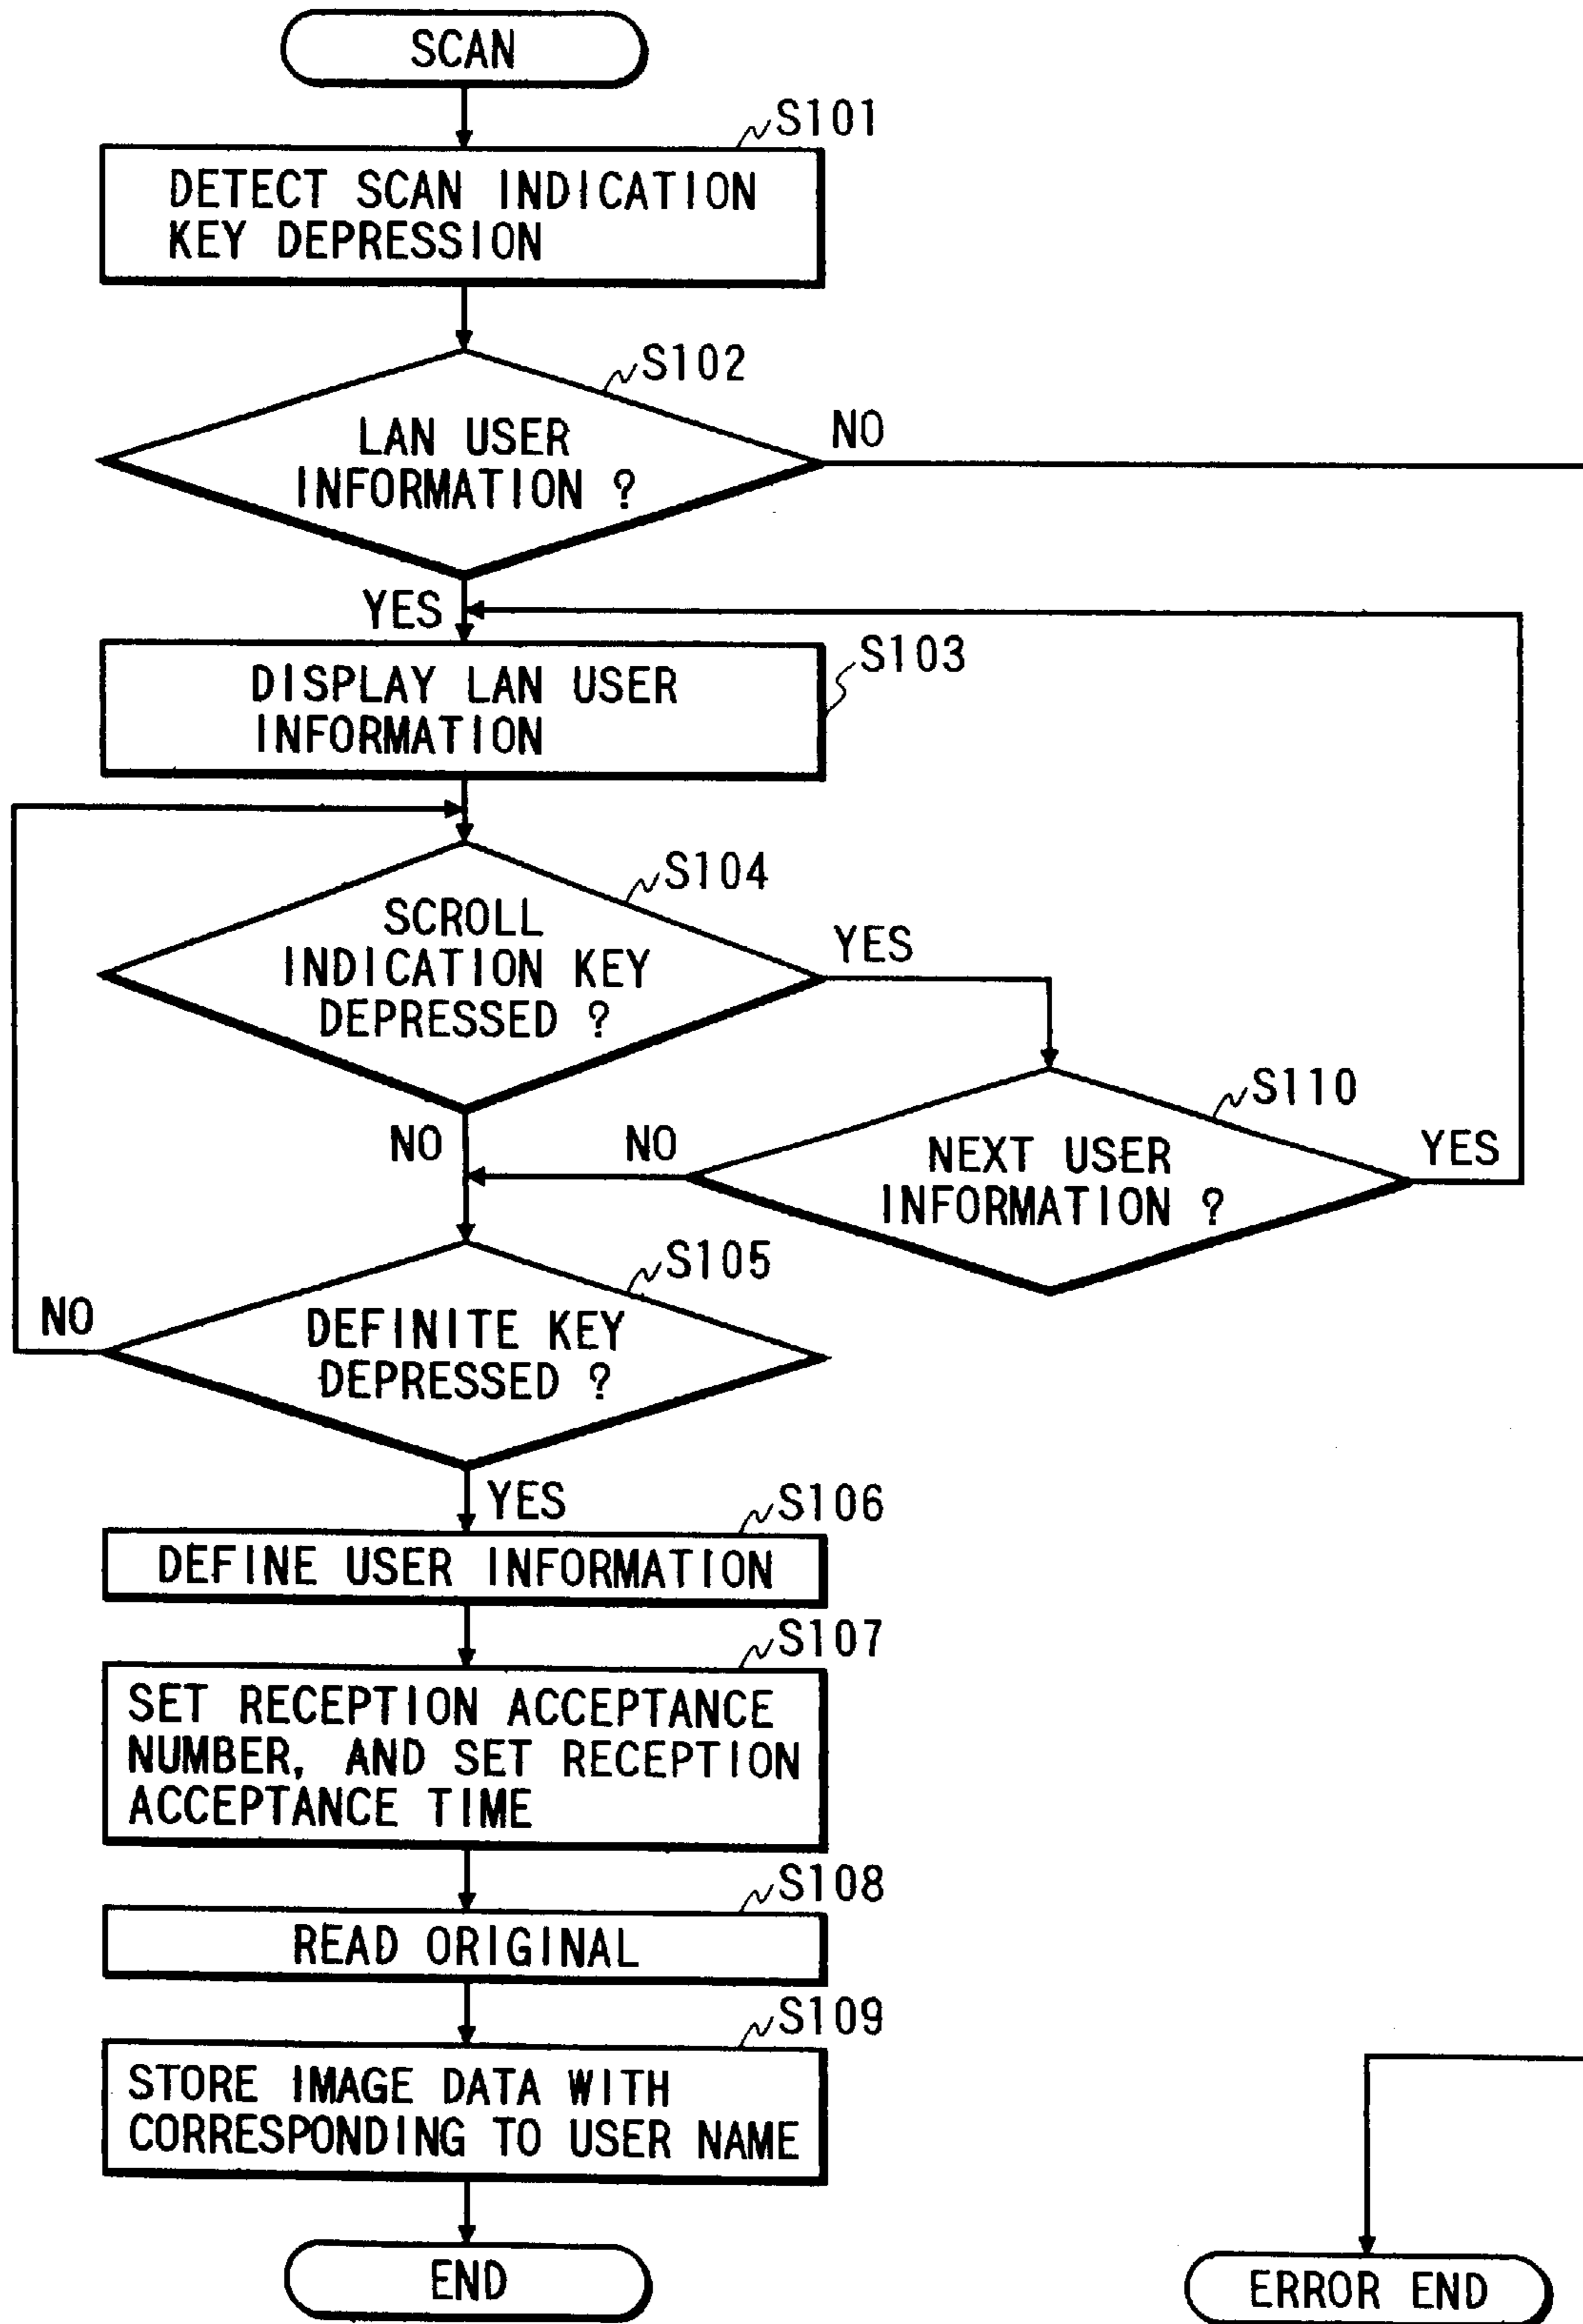 SCAN
S101
DETECT SCAN INDICATION
KEY DEPRESSION
S102
LAN USER
INFORMATION ?
NO
YES
S103
DISPLAY LAN USER
INFORMATION
S104
SCROLL
INDICATION KEY
DEPRESSED ?
YES
NO
S110
NEXT USER
INFORMATION ?
NO
YES
S105
DEFINITE KEY
DEPRESSED ?
NO
YES
S106
DEFINE USER INFORMATION
S107
SET RECEPTION ACCEPTANCE
NUMBER, AND SET RECEPTION
ACCEPTANCE TIME
S108
READ ORIGINAL
S109
STORE IMAGE DATA WITH
CORRESPONDING TO USER NAME
END
ERROR END